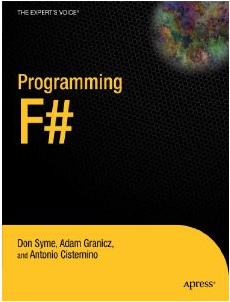 THE EXPERT'S VOICE®
Programming
F#
Don Syme, Adam Granicz,
and Antonio Cisternino
Apress®